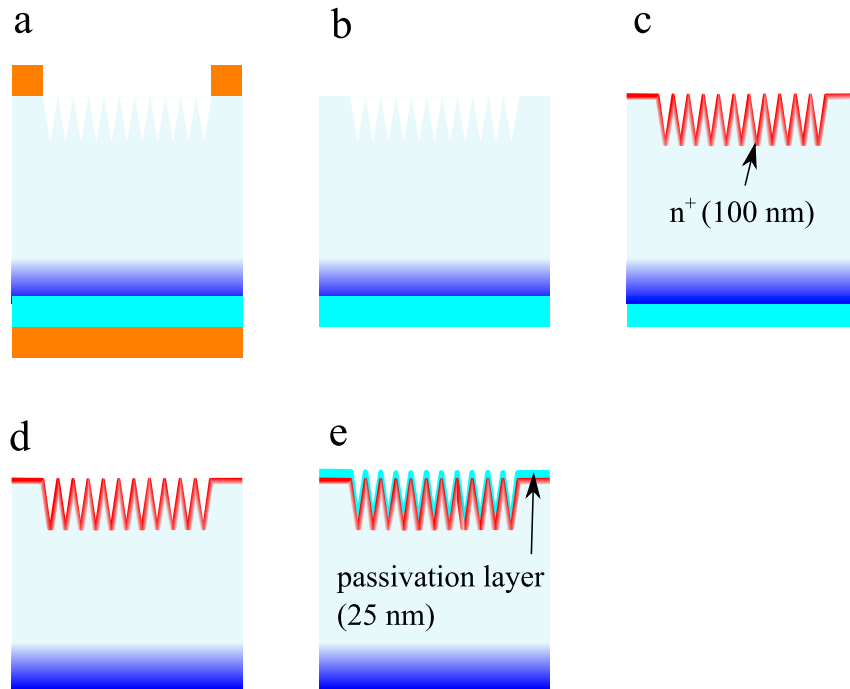 a
b
c
n⁺ (100 nm)
d
e
passivation layer
(25 nm)